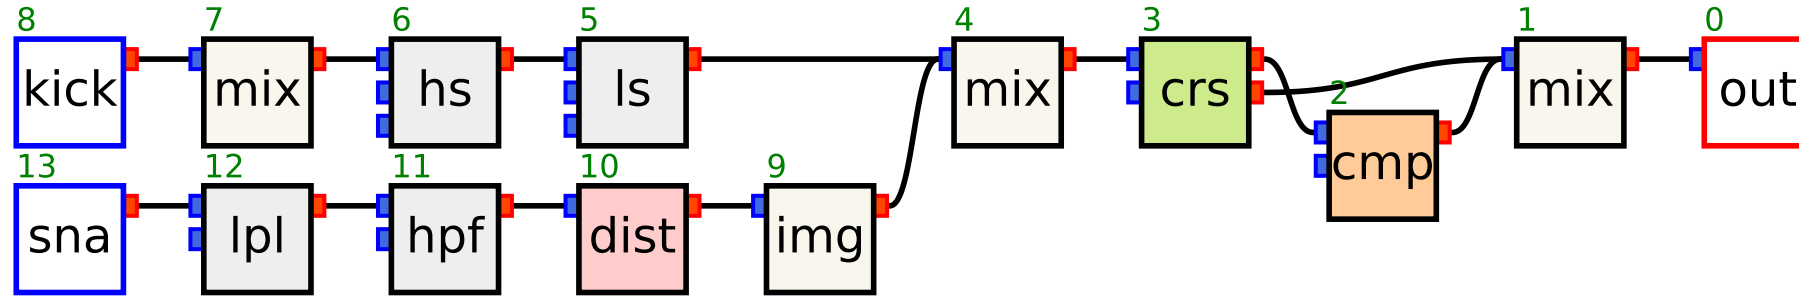 8 7 6 5 4 3 1 0
kick mix hs ls mix crs mix out
2
cmp
13 12 11 10 9
sna lpl hpf dist img